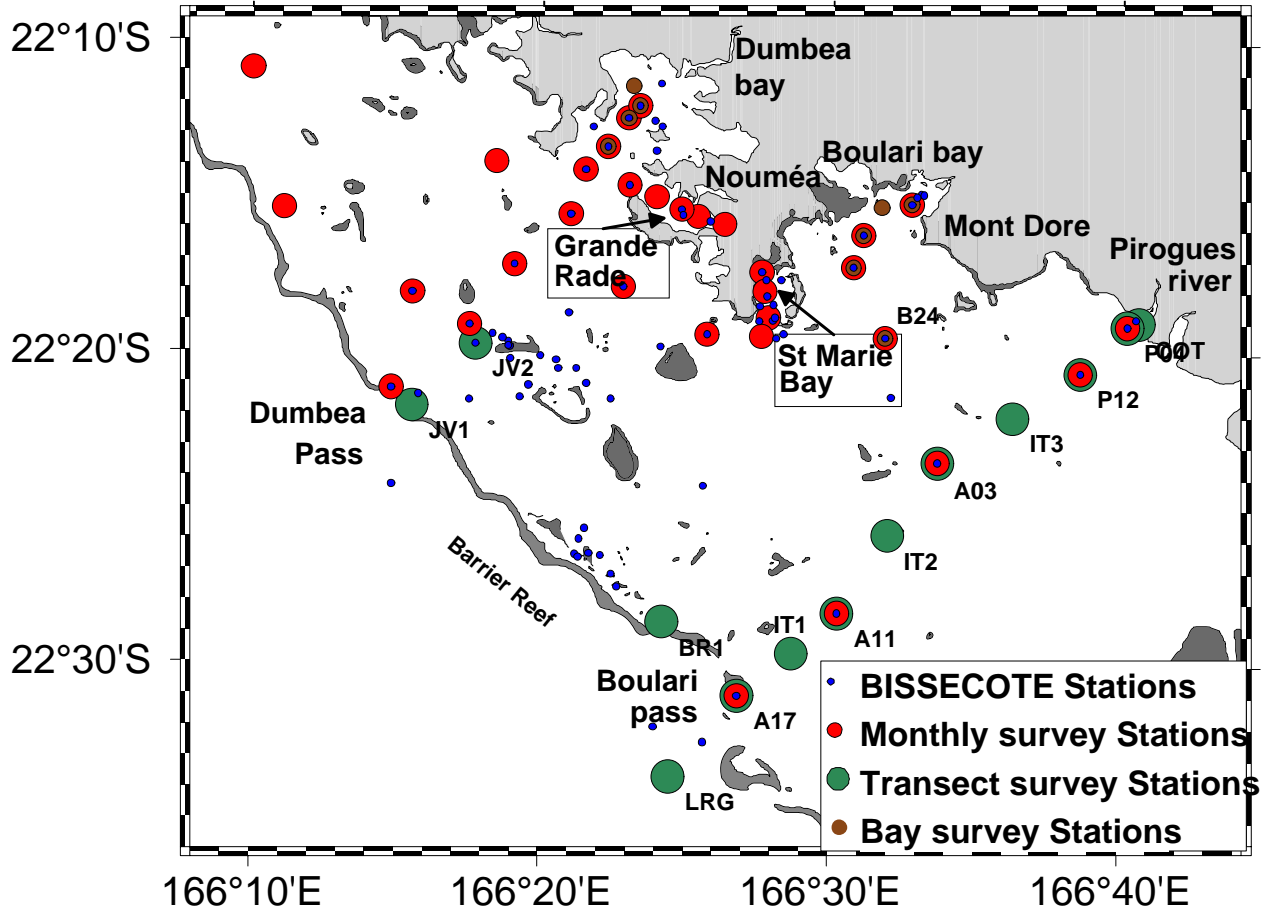 22°10'S
Dumbea
bay
Boulari bay
Nouméa
Mont Dore
Pirogues
river
Grande
Rade
B24
22°20'S
St Marie
Bay
P04
COT
JV2
P12
Dumbea
Pass
JV1
IT3
A03
Barrier Reef
IT2
IT1
A11
BR1
22°30'S
Boulari
pass
A17
LRG
BISSECOTE Stations
Monthly survey Stations
Transect survey Stations
Bay survey Stations
166°10'E
166°20'E
166°30'E
166°40'E